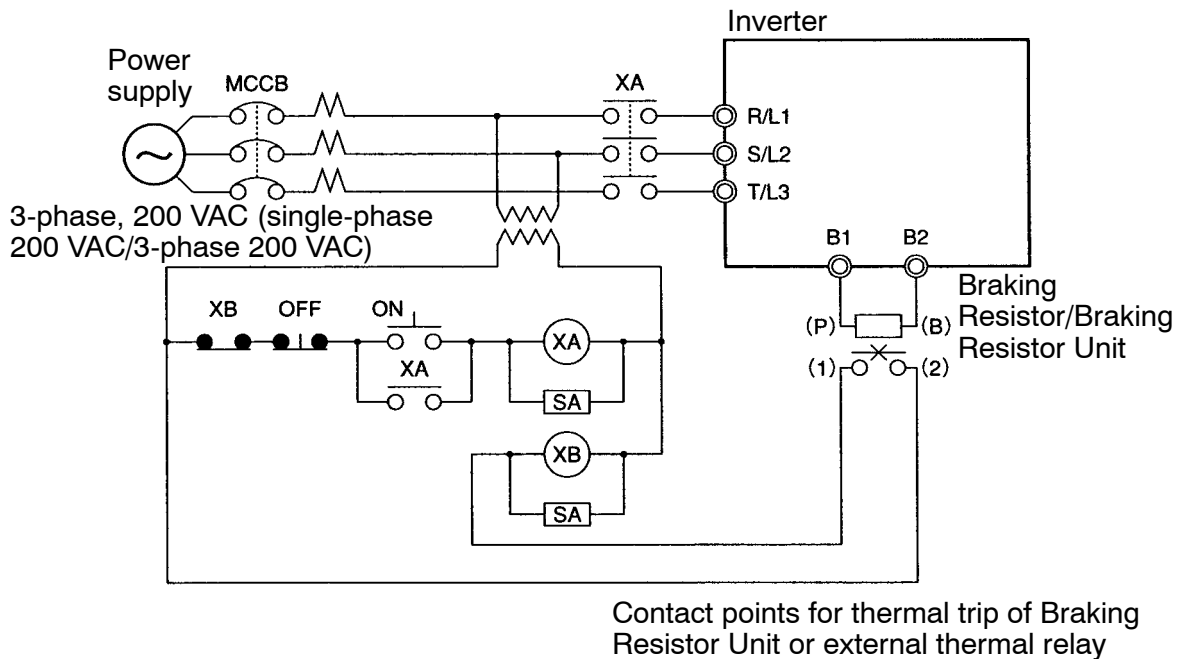 Inverter
Power
supply
MCCB
XA
R/L1
S/L2
T/L3
3-phase, 200 VAC (single-phase
200 VAC/3-phase 200 VAC)
B1 B2
XB OFF ON
XA
XA
SA
(P) (B)
Braking
Resistor/Braking
Resistor Unit
(1) (2)
XB
SA
Contact points for thermal trip of Braking
Resistor Unit or external thermal relay